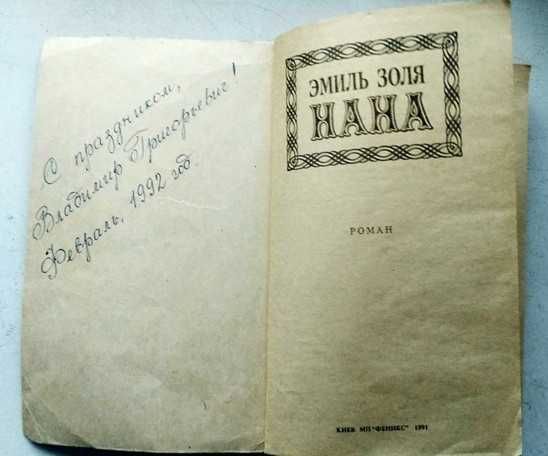 С праздником,
Владимир Григорьевич!
Февраль, 1992 год.
ЭМИЛЬ ЗОЛЯ
НАНА
РОМАН
КИЕВ МП "ФЕНИКС" 1991